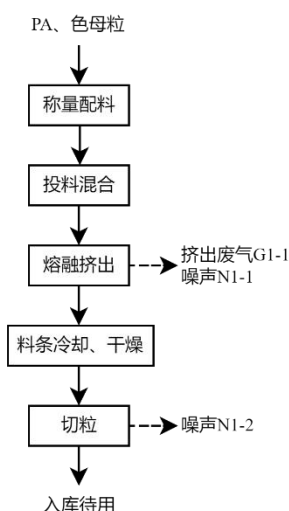 PA、色母粒
称量配料
投料混合
熔融挤出
挤出废气G1-1
噪声N1-1
料条冷却、干燥
切粒
噪声N1-2
入库待用